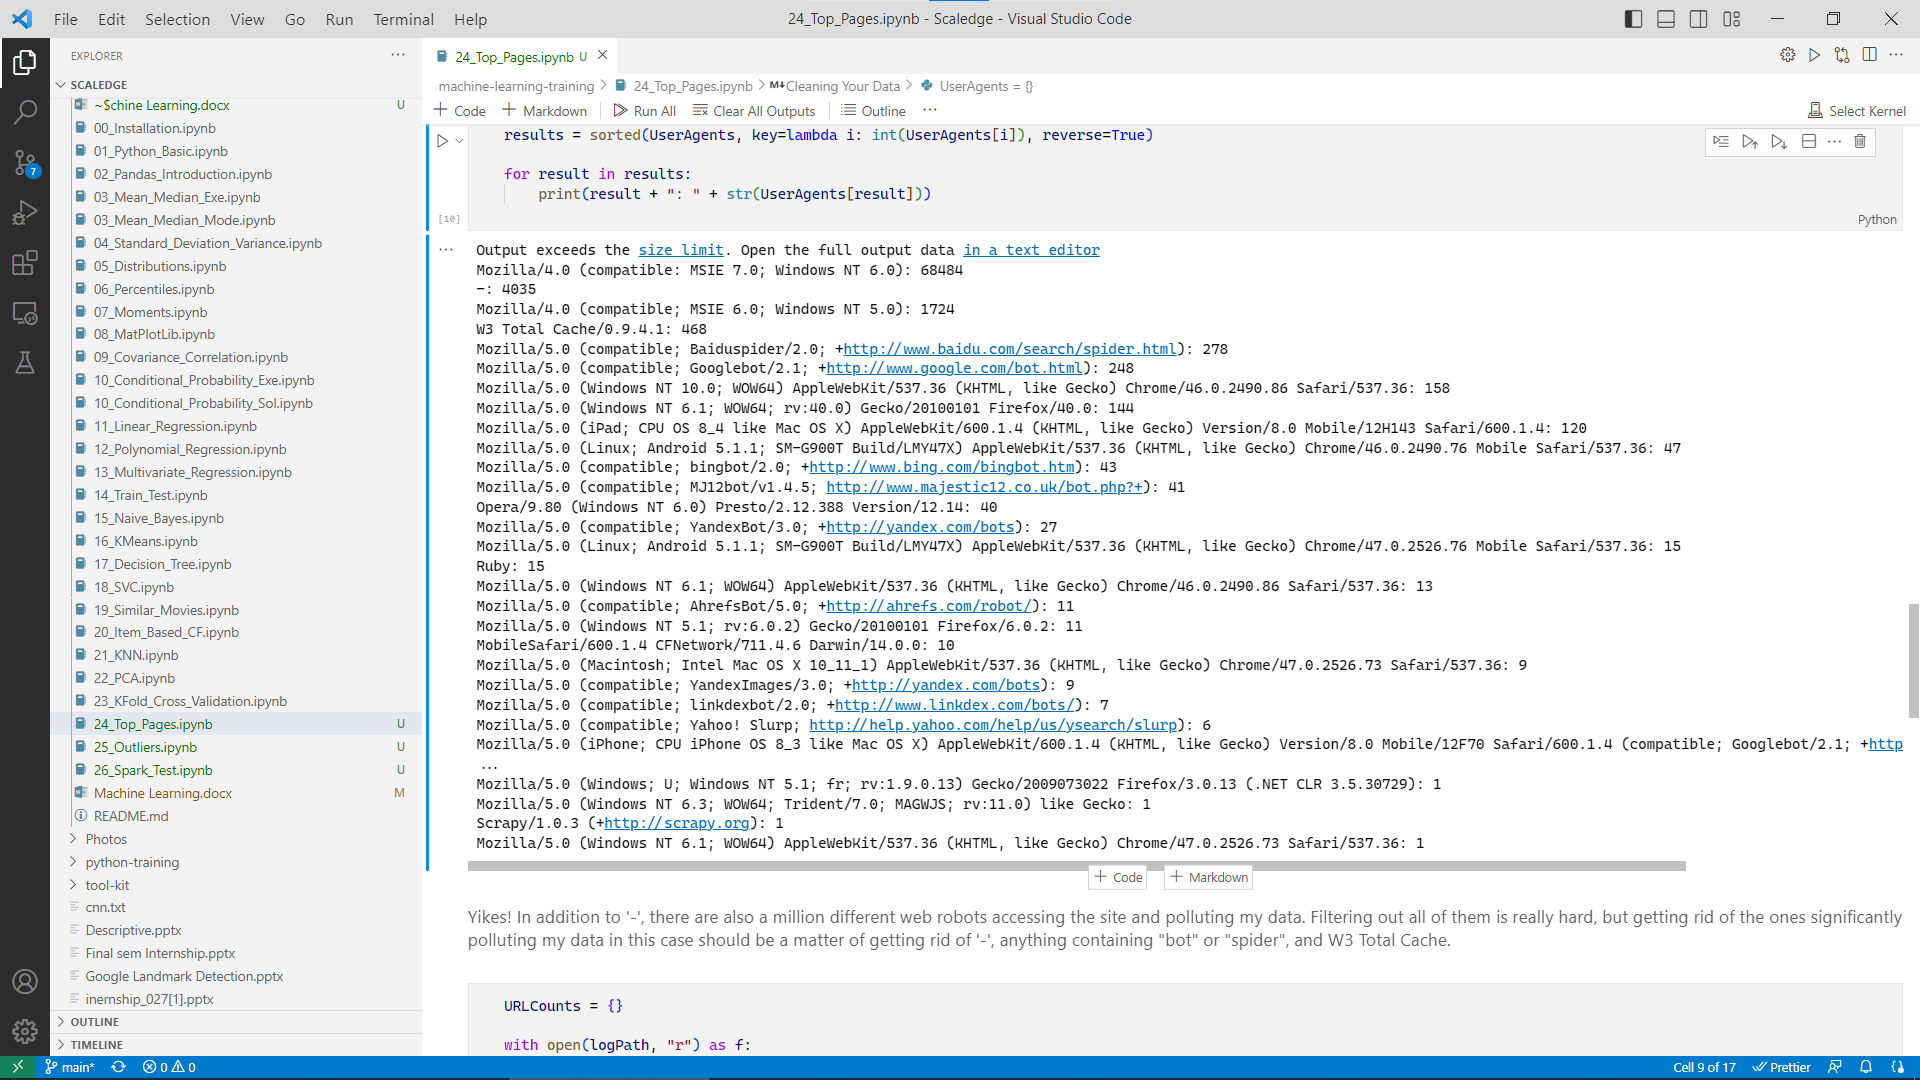 File Edit Selection View Go Run Terminal Help
24_Top_Pages.ipynb - Scaledge - Visual Studio Code
EXPLORER
24_Top_Pages.ipynb U
SCALEDGE
machine-learning-training > 24_Top_Pages.ipynb > M↓Cleaning Your Data > UserAgents = {}
+ Code + Markdown Run All Clear All Outputs Outline ...
Select Kernel
~$chine Learning.docx U
00_Installation.ipynb
01_Python_Basic.ipynb
02_Pandas_Introduction.ipynb
03_Mean_Median_Exe.ipynb
03_Mean_Median_Mode.ipynb
04_Standard_Deviation_Variance.ipynb
05_Distributions.ipynb
06_Percentiles.ipynb
07_Moments.ipynb
08_MatPlotLib.ipynb
09_Covariance_Correlation.ipynb
10_Conditional_Probability_Exe.ipynb
10_Conditional_Probability_Sol.ipynb
11_Linear_Regression.ipynb
12_Polynomial_Regression.ipynb
13_Multivariate_Regression.ipynb
14_Train_Test.ipynb
15_Naive_Bayes.ipynb
16_KMeans.ipynb
17_Decision_Tree.ipynb
18_SVC.ipynb
19_Similar_Movies.ipynb
20_Item_Based_CF.ipynb
21_KNN.ipynb
22_PCA.ipynb
23_KFold_Cross_Validation.ipynb
24_Top_Pages.ipynb U
25_Outliers.ipynb U
26_Spark_Test.ipynb U
Machine Learning.docx M
README.md
Photos
python-training
tool-kit
cnn.txt
Descriptive.pptx
Final sem Internship.pptx
Google Landmark Detection.pptx
inernship_027[1].pptx
OUTLINE
TIMELINE
7
results = sorted(UserAgents, key=lambda i: int(UserAgents[i]), reverse=True)
for result in results:
print(result + ": " + str(UserAgents[result]))
[10]
Python
Output exceeds the size limit. Open the full output data in a text editor
Mozilla/4.0 (compatible: MSIE 7.0; Windows NT 6.0): 68484
-: 4035
Mozilla/4.0 (compatible; MSIE 6.0; Windows NT 5.0): 1724
W3 Total Cache/0.9.4.1: 468
Mozilla/5.0 (compatible; Baiduspider/2.0; +http://www.baidu.com/search/spider.html): 278
Mozilla/5.0 (compatible; Googlebot/2.1; +http://www.google.com/bot.html): 248
Mozilla/5.0 (Windows NT 10.0; WOW64) AppleWebKit/537.36 (KHTML, like Gecko) Chrome/46.0.2490.86 Safari/537.36: 158
Mozilla/5.0 (Windows NT 6.1; WOW64; rv:40.0) Gecko/20100101 Firefox/40.0: 144
Mozilla/5.0 (iPad; CPU OS 8_4 like Mac OS X) AppleWebKit/600.1.4 (KHTML, like Gecko) Version/8.0 Mobile/12H143 Safari/600.1.4: 120
Mozilla/5.0 (Linux; Android 5.1.1; SM-G900T Build/LMY47X) AppleWebKit/537.36 (KHTML, like Gecko) Chrome/46.0.2490.76 Mobile Safari/537.36: 47
Mozilla/5.0 (compatible; bingbot/2.0; +http://www.bing.com/bingbot.htm): 43
Mozilla/5.0 (compatible; MJ12bot/v1.4.5; http://www.majestic12.co.uk/bot.php?+): 41
Opera/9.80 (Windows NT 6.0) Presto/2.12.388 Version/12.14: 40
Mozilla/5.0 (compatible; YandexBot/3.0; +http://yandex.com/bots): 27
Mozilla/5.0 (Linux; Android 5.1.1; SM-G900T Build/LMY47X) AppleWebKit/537.36 (KHTML, like Gecko) Chrome/47.0.2526.76 Mobile Safari/537.36: 15
Ruby: 15
Mozilla/5.0 (Windows NT 6.1; WOW64) AppleWebKit/537.36 (KHTML, like Gecko) Chrome/46.0.2490.86 Safari/537.36: 13
Mozilla/5.0 (compatible; AhrefsBot/5.0; +http://ahrefs.com/robot/): 11
Mozilla/5.0 (Windows NT 5.1; rv:6.0.2) Gecko/20100101 Firefox/6.0.2: 11
MobileSafari/600.1.4 CFNetwork/711.4.6 Darwin/14.0.0: 10
Mozilla/5.0 (Macintosh; Intel Mac OS X 10_11_1) AppleWebKit/537.36 (KHTML, like Gecko) Chrome/47.0.2526.73 Safari/537.36: 9
Mozilla/5.0 (compatible; YandexImages/3.0; +http://yandex.com/bots): 9
Mozilla/5.0 (compatible; linkdexbot/2.0; +http://www.linkdex.com/bots/): 7
Mozilla/5.0 (compatible; Yahoo! Slurp; http://help.yahoo.com/help/us/ysearch/slurp): 6
Mozilla/5.0 (iPhone; CPU iPhone OS 8_3 like Mac OS X) AppleWebKit/600.1.4 (KHTML, like Gecko) Version/8.0 Mobile/12F70 Safari/600.1.4 (compatible; Googlebot/2.1; +http
...
Mozilla/5.0 (Windows; U; Windows NT 5.1; fr; rv:1.9.0.13) Gecko/2009073022 Firefox/3.0.13 (.NET CLR 3.5.30729): 1
Mozilla/5.0 (Windows NT 6.3; WOW64; Trident/7.0; MAGWJS; rv:11.0) like Gecko: 1
Scrapy/1.0.3 (+http://scrapy.org): 1
Mozilla/5.0 (Windows NT 6.1; WOW64) AppleWebKit/537.36 (KHTML, like Gecko) Chrome/47.0.2526.73 Safari/537.36: 1
+ Code + Markdown
Yikes! In addition to '-', there are also a million different web robots accessing the site and polluting my data. Filtering out all of them is really hard, but getting rid of the ones significantly
polluting my data in this case should be a matter of getting rid of '-', anything containing "bot" or "spider", and W3 Total Cache.
URLCounts = {}
with open(logPath, "r") as f:
main* 0 0
Cell 9 of 17 Prettier